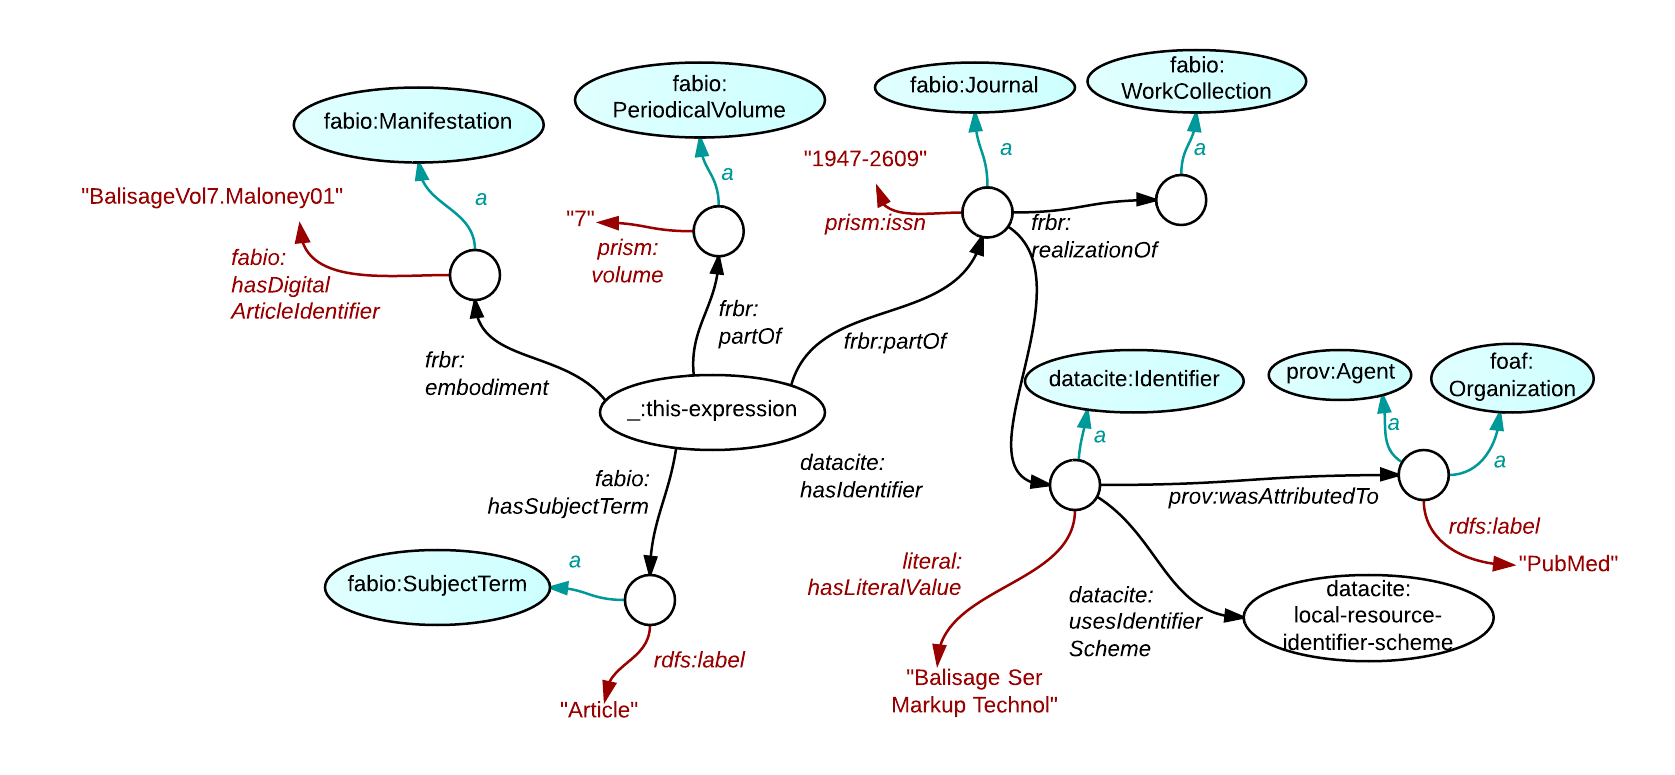 fabio:Manifestation
fabio:
PeriodicalVolume
fabio:Journal
fabio:
WorkCollection
a
a
a
a
"BalisageVol7.Maloney01"
"7"
"1947-2609"
fabio:
hasDigital
ArticleIdentifier
prism:
volume
prism:issn
frbr:
realizationOf
frbr:
embodiment
frbr:
partOf
frbr:partOf
_:this-expression
datacite:Identifier
prov:Agent
foaf:
Organization
a
a
a
fabio:
hasSubjectTerm
datacite:
hasIdentifier
prov:wasAttributedTo
rdfs:label
"PubMed"
fabio:SubjectTerm
a
rdfs:label
"Article"
literal:
hasLiteralValue
"Balisage Ser
Markup Technol"
datacite:
usesIdentifier
Scheme
datacite:
local-resource-
identifier-scheme